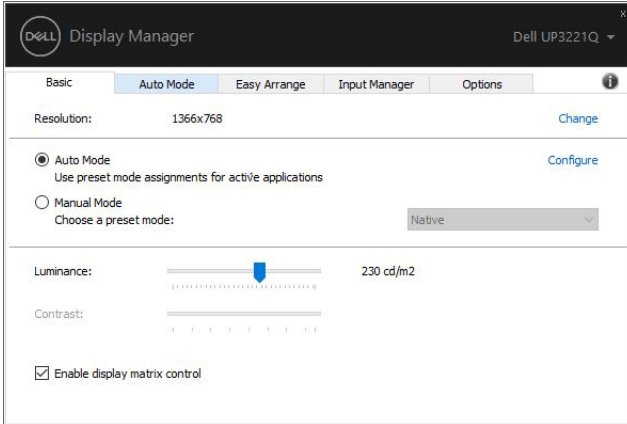 x
DELL Display Manager Dell UP3221Q
Basic Auto Mode Easy Arrange Input Manager Options i
Resolution: 1366x768 Change
Auto Mode Configure
Use preset mode assignments for active applications
Manual Mode
Choose a preset mode: Native
Luminance: 230 cd/m2
Contrast:
Enable display matrix control